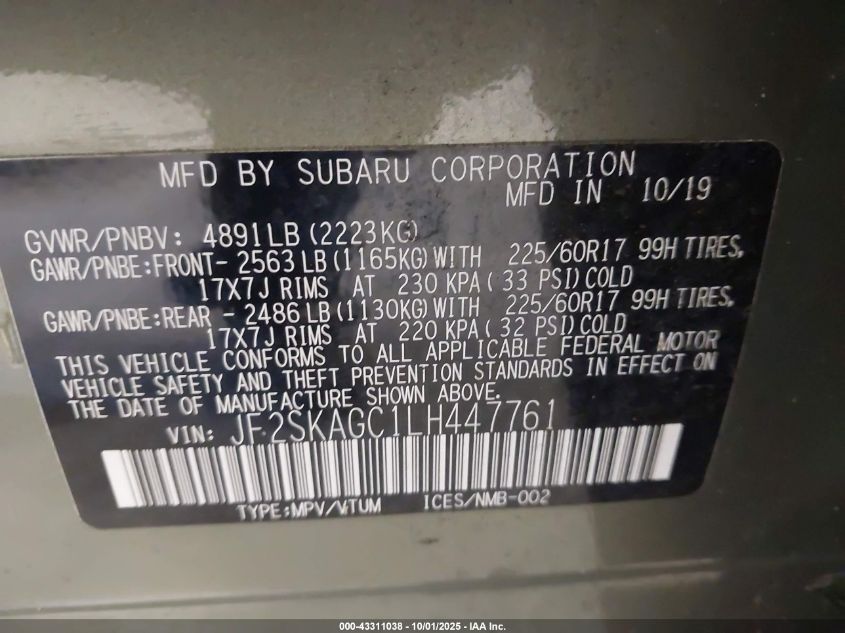 MFD BY SUBARU CORPORATION
MFD IN 10/19
GVWR/PNBV: 4891LB(2223KG)
GAWR/PNBE:FRONT- 2563LB(1165KG)WITH 225/60R17 99H TIRES,
17X7J RIMS AT 230 KPA( 33 PSI)COLD
GAWR/PNBE:REAR - 2486LB(1130KG)WITH 225/60R17 99H TIRES,
17X7J RIMS AT 220 KPA( 32 PSI)COLD
THIS VEHICLE CONFORMS TO ALL APPLICABLE FEDERAL MOTOR
VEHICLE SAFETY AND THEFT PREVENTION STANDARDS IN EFFECT ON
THE DATE OF MANUFACTURE SHOWN ABOVE.
VIN: JF2SKAGC1LH447761
TYPE:MPV/VTUM ICES/NMB-002
000-43311038 - 10/01/2025 - IAA Inc.